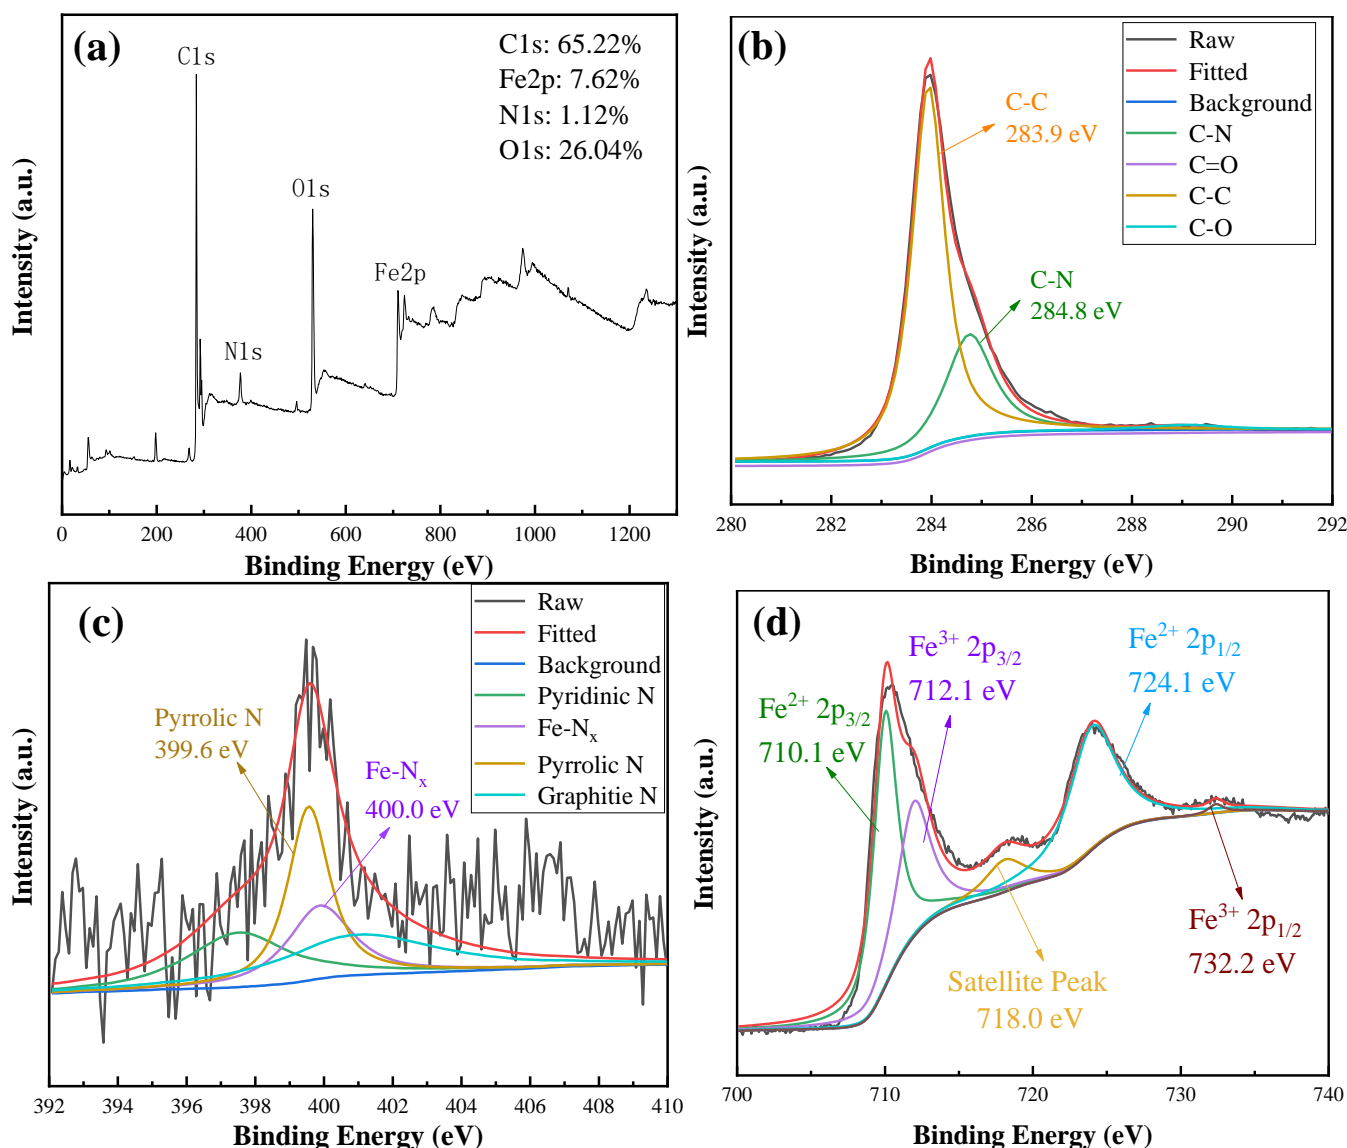 (a)
C1s
C1s: 65.22%
Fe2p: 7.62%
N1s: 1.12%
O1s: 26.04%
O1s
Fe2p
N1s
Intensity (a.u.)
0 200 400 600 800 1000 1200
Binding Energy (eV)
(b)
Raw
Fitted
Background
C-N
C=O
C-C
C-O
C-C
283.9 eV
C-N
284.8 eV
Intensity (a.u.)
280 282 284 286 288 290 292
Binding Energy (eV)
(c)
Raw
Fitted
Background
Pyridinic N
Fe-Nx
Pyrrolic N
Graphitie N
Pyrrolic N
399.6 eV
Fe-Nx
400.0 eV
Intensity (a.u.)
392 394 396 398 400 402 404 406 408 410
Binding Energy (eV)
(d)
Fe2+ 2p3/2
710.1 eV
Fe3+ 2p3/2
712.1 eV
Fe2+ 2p1/2
724.1 eV
Satellite Peak
718.0 eV
Fe3+ 2p1/2
732.2 eV
Intensity (a.u.)
700 710 720 730 740
Binding Energy (eV)